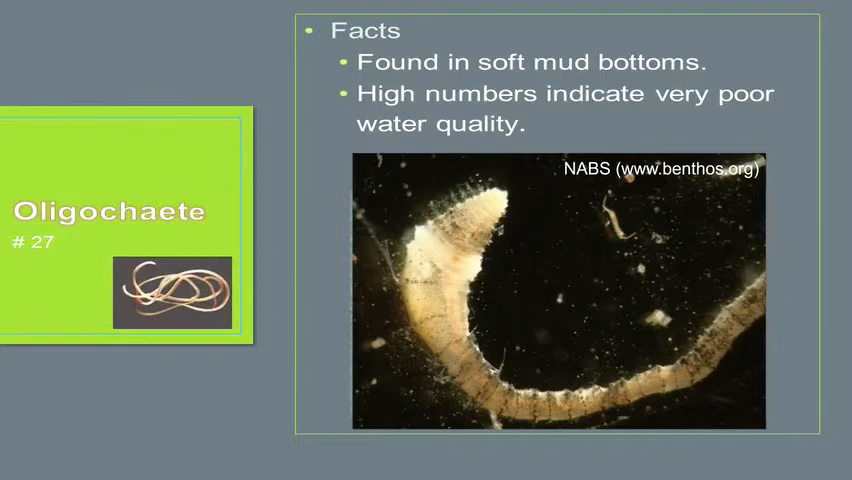 Facts
Found in soft mud bottoms.
High numbers indicate very poor
water quality.
NABS (www.benthos.org)
Oligochaete
# 27